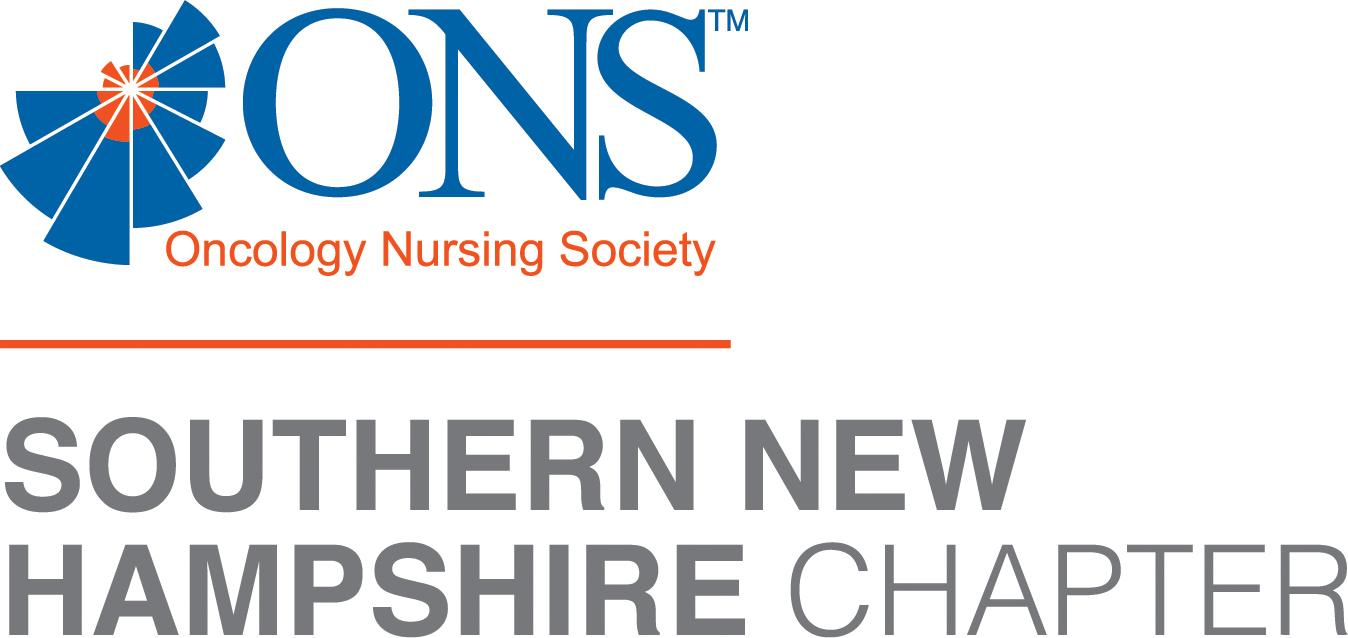 ONS™
Oncology Nursing Society
SOUTHERN NEW
HAMPSHIRE CHAPTER